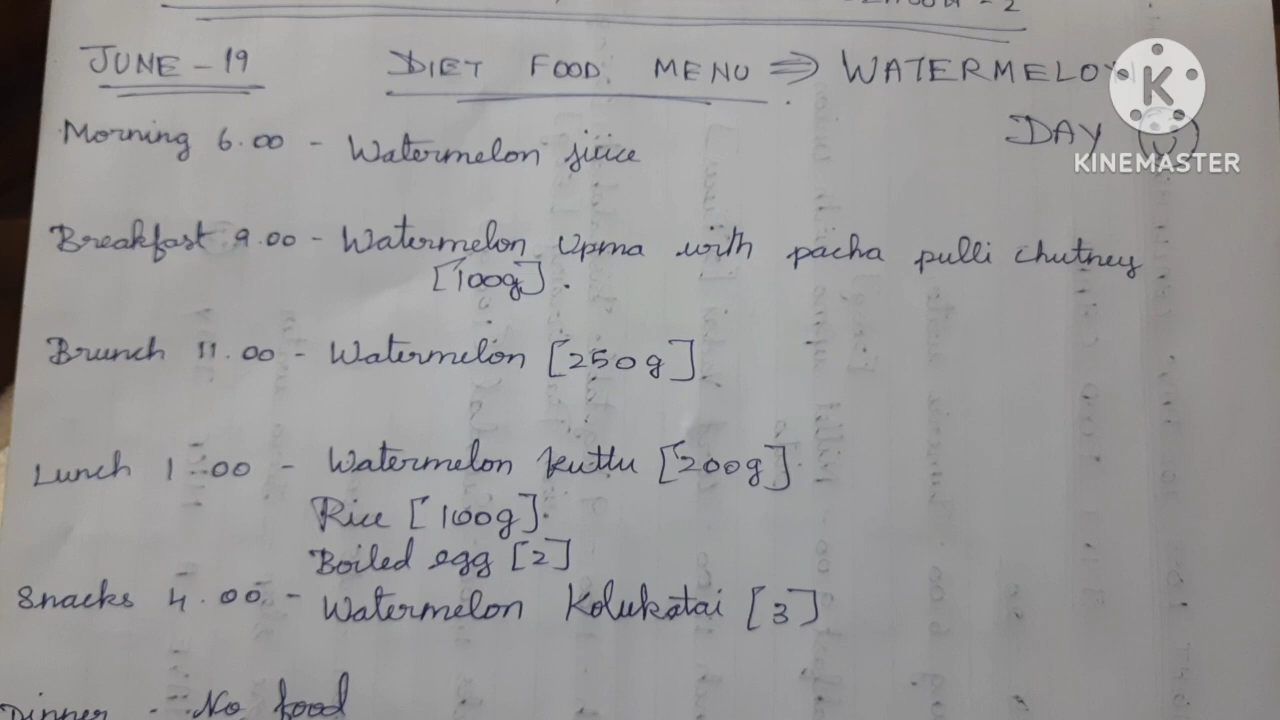 JUNE - 19 DIET FOOD MENU ⇒ WATERMELON
DAY
KINEMASTER
Morning 6.00 - Watermelon juice
Breakfast 9.00 - Watermelon Upma with pacha pulli chutney
[100g].
Brunch 11.00 - Watermelon [250g]
Lunch 1.00 - Watermelon kuttu [200g]
Rice [100g].
Boiled egg [2]
Snacks 4.00 - Watermelon Kolukatai [3]
Dinner - No food